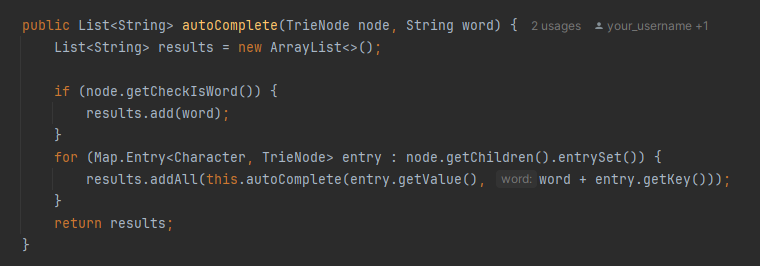 public List<String> autoComplete(TrieNode node, String word) { 2 usages your_username +1
    List<String> results = new ArrayList<>();

    if (node.getCheckIsWord()) {
        results.add(word);
    }
    for (Map.Entry<Character, TrieNode> entry : node.getChildren().entrySet()) {
        results.addAll(this.autoComplete(entry.getValue(), word: word + entry.getKey()));
    }
    return results;
}